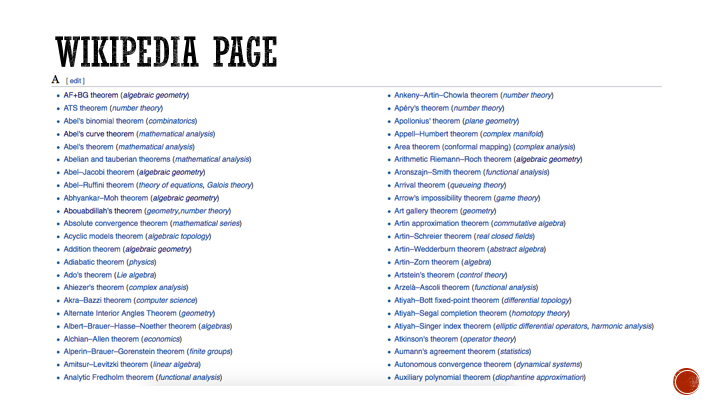 WIKIPEDIA PAGE
A [ edit ]
• AF+BG theorem (algebraic geometry)
• ATS theorem (number theory)
• Abel's binomial theorem (combinatorics)
• Abel's curve theorem (mathematical analysis)
• Abel's theorem (mathematical analysis)
• Abelian and tauberian theorems (mathematical analysis)
• Abel–Jacobi theorem (algebraic geometry)
• Abel–Ruffini theorem (theory of equations, Galois theory)
• Abhyankar–Moh theorem (algebraic geometry)
• Abouabdillah's theorem (geometry,number theory)
• Absolute convergence theorem (mathematical series)
• Acyclic models theorem (algebraic topology)
• Addition theorem (algebraic geometry)
• Adiabatic theorem (physics)
• Ado's theorem (Lie algebra)
• Ahiezer's theorem (complex analysis)
• Akra–Bazzi theorem (computer science)
• Alternate Interior Angles Theorem (geometry)
• Albert–Brauer–Hasse–Noether theorem (algebras)
• Alchian–Allen theorem (economics)
• Alperin–Brauer–Gorenstein theorem (finite groups)
• Amitsur–Levitzki theorem (linear algebra)
• Analytic Fredholm theorem (functional analysis)
• Ankeny–Artin–Chowla theorem (number theory)
• Apéry's theorem (number theory)
• Apollonius' theorem (plane geometry)
• Appell–Humbert theorem (complex manifold)
• Area theorem (conformal mapping) (complex analysis)
• Arithmetic Riemann–Roch theorem (algebraic geometry)
• Aronszajn–Smith theorem (functional analysis)
• Arrival theorem (queueing theory)
• Arrow's impossibility theorem (game theory)
• Art gallery theorem (geometry)
• Artin approximation theorem (commutative algebra)
• Artin–Schreier theorem (real closed fields)
• Artin–Wedderburn theorem (abstract algebra)
• Artin–Zorn theorem (algebra)
• Artstein's theorem (control theory)
• Arzelà–Ascoli theorem (functional analysis)
• Atiyah–Bott fixed-point theorem (differential topology)
• Atiyah–Segal completion theorem (homotopy theory)
• Atiyah–Singer index theorem (elliptic differential operators, harmonic analysis)
• Atkinson's theorem (operator theory)
• Aumann's agreement theorem (statistics)
• Autonomous convergence theorem (dynamical systems)
• Auxiliary polynomial theorem (diophantine approximation)